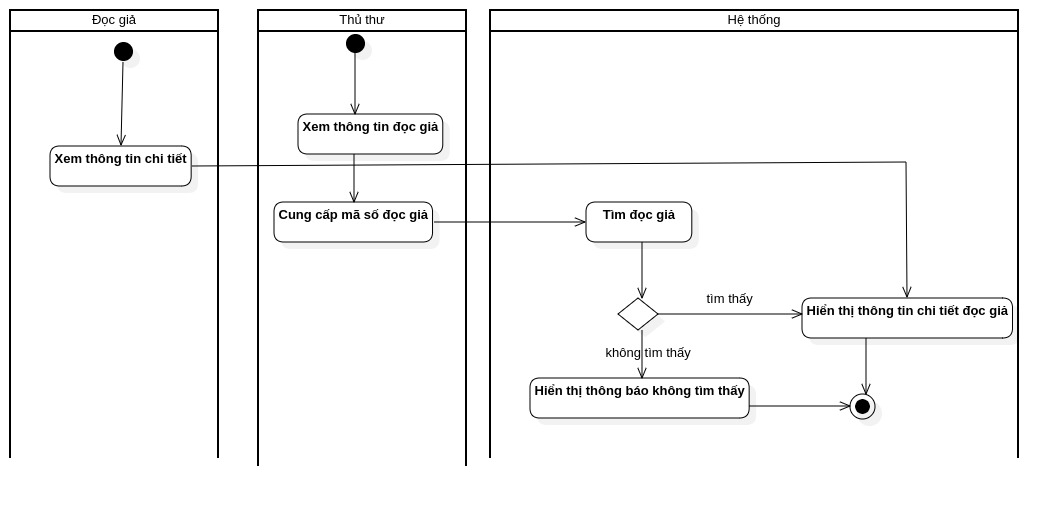 Đọc giả
Thủ thư
Hệ thống
Xem thông tin đọc giả
Xem thông tin chi tiết
Cung cấp mã số đọc giả
Tìm đọc giả
tìm thấy
Hiển thị thông tin chi tiết đọc giả
không tìm thấy
Hiển thị thông báo không tìm thấy